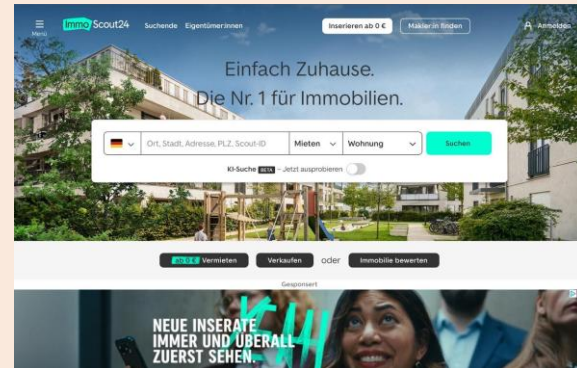 Menü
ImmoScout24
Suchende Eigentümer:innen
Inserieren ab 0 €
Makler:in finden
Anmelden
Einfach Zuhause.
Die Nr. 1 für Immobilien.
Ort, Stadt, Adresse, PLZ, Scout-ID
Mieten
Wohnung
Suchen
KI-Suche BETA – Jetzt ausprobieren
ab 0 € Vermieten
Verkaufen
oder
Immobilie bewerten
Gesponsert
NEUE INSERATE
IMMER UND ÜBERALL
ZUERST SEHEN.